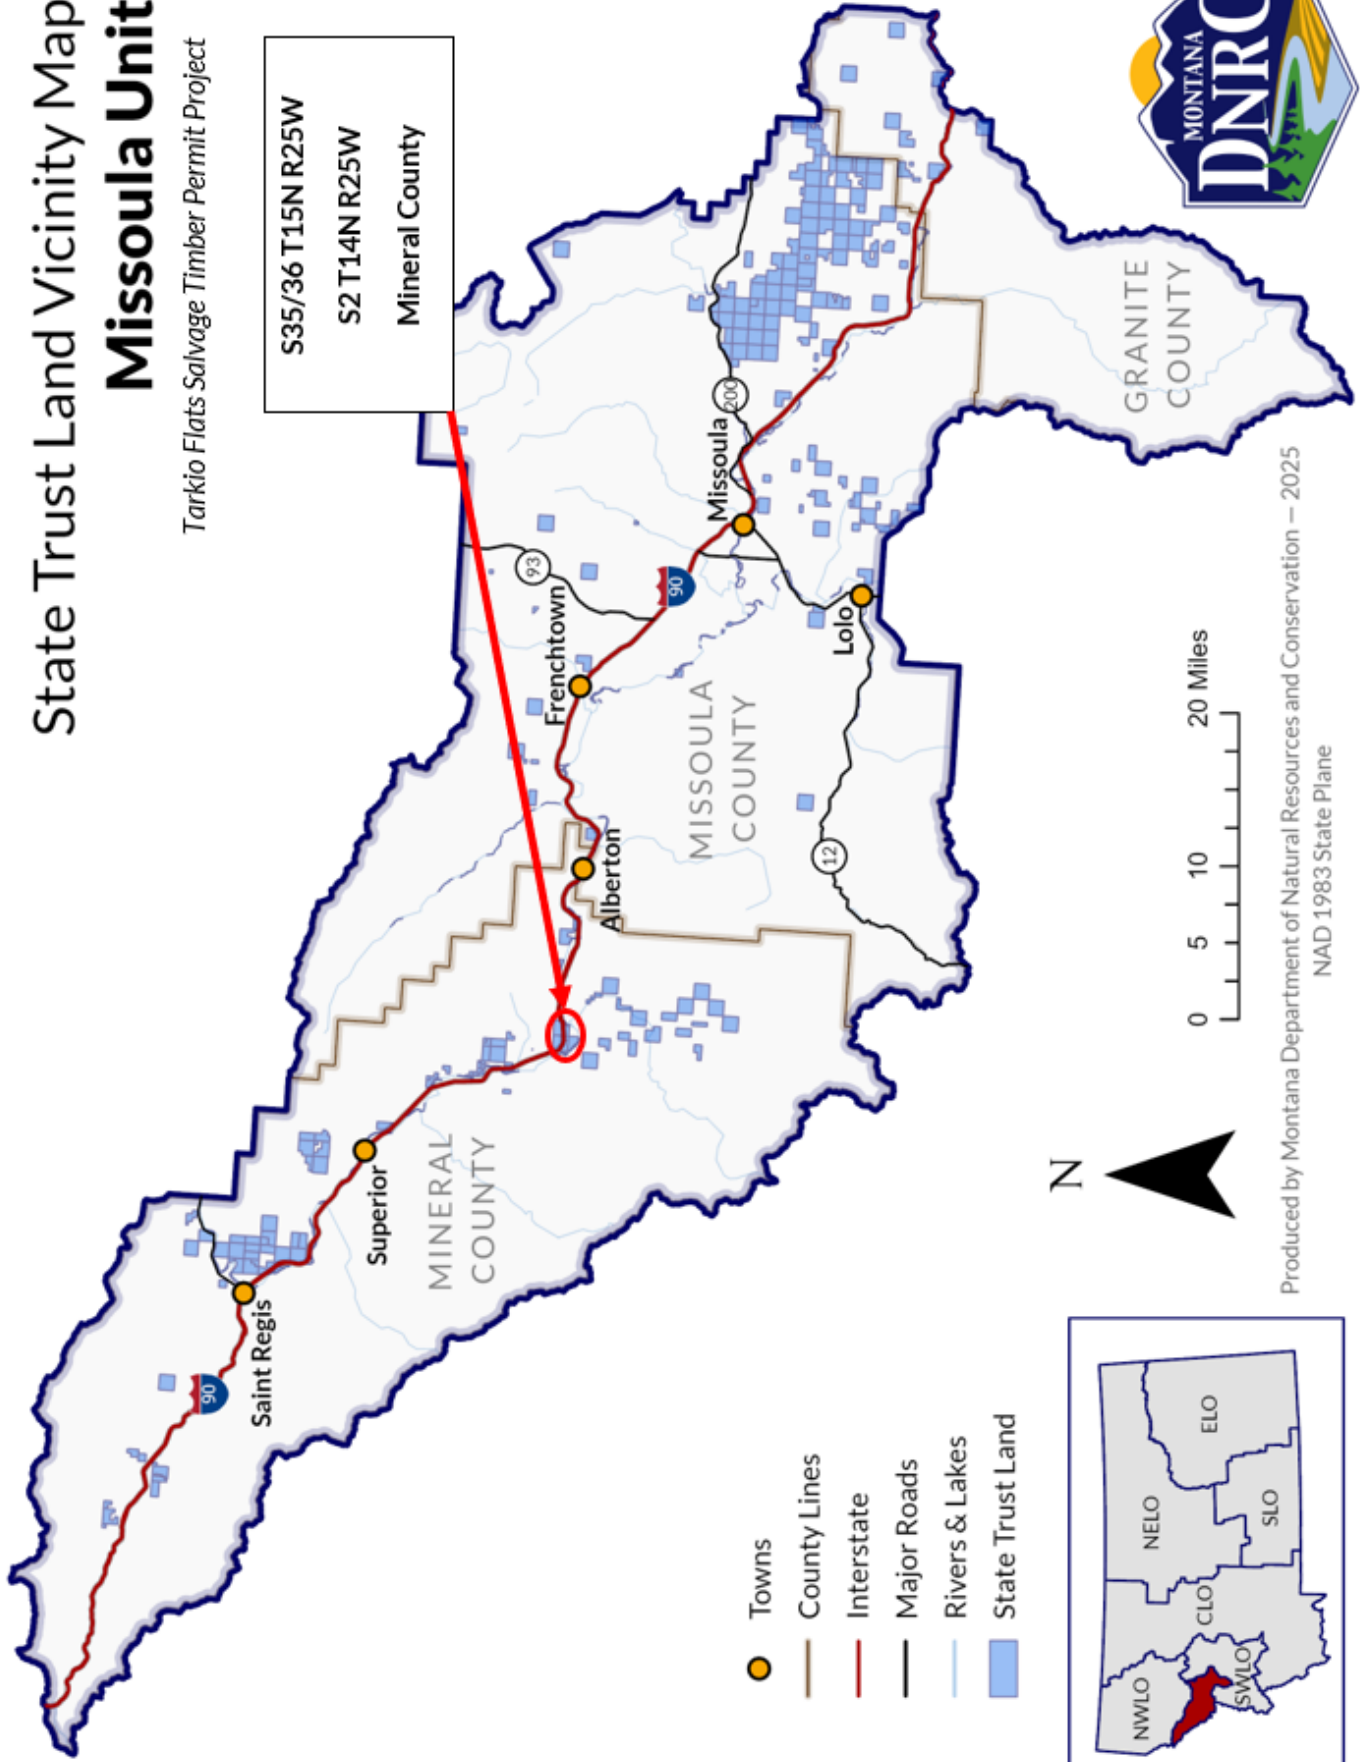 State Trust Land Vicinity Map
Missoula Unit
Tarkio Flats Salvage Timber Permit Project
S35/36 T15N R25W
S2 T14N R25W
Mineral County
90
Saint Regis
Superior
MINERAL
COUNTY
Alberton
Frenchtown
93
90
Missoula
200
Lolo
12
MISSOULA
COUNTY
GRANITE
COUNTY
Towns
County Lines
Interstate
Major Roads
Rivers & Lakes
State Trust Land
NWLO
SWLO
CLO
NELO
SLO
ELO
N
0 5 10 20 Miles
Produced by Montana Department of Natural Resources and Conservation – 2025
NAD 1983 State Plane
MONTANA
DNRC